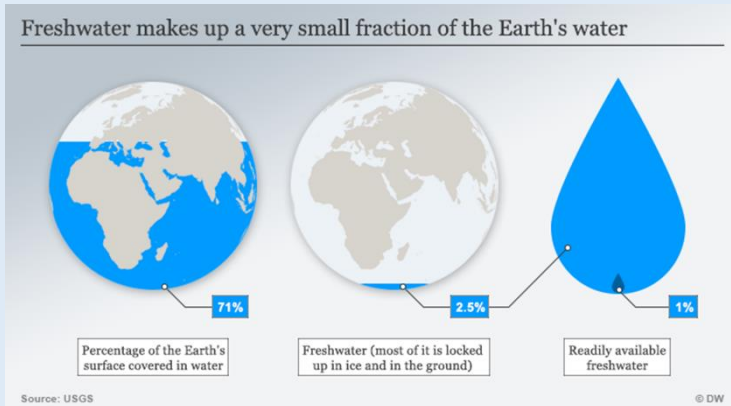 Freshwater makes up a very small fraction of the Earth's water
71%
2.5%
1%
Percentage of the Earth's
surface covered in water
Freshwater (most of it is locked
up in ice and in the ground)
Readily available
freshwater
Source: USGS
© DW